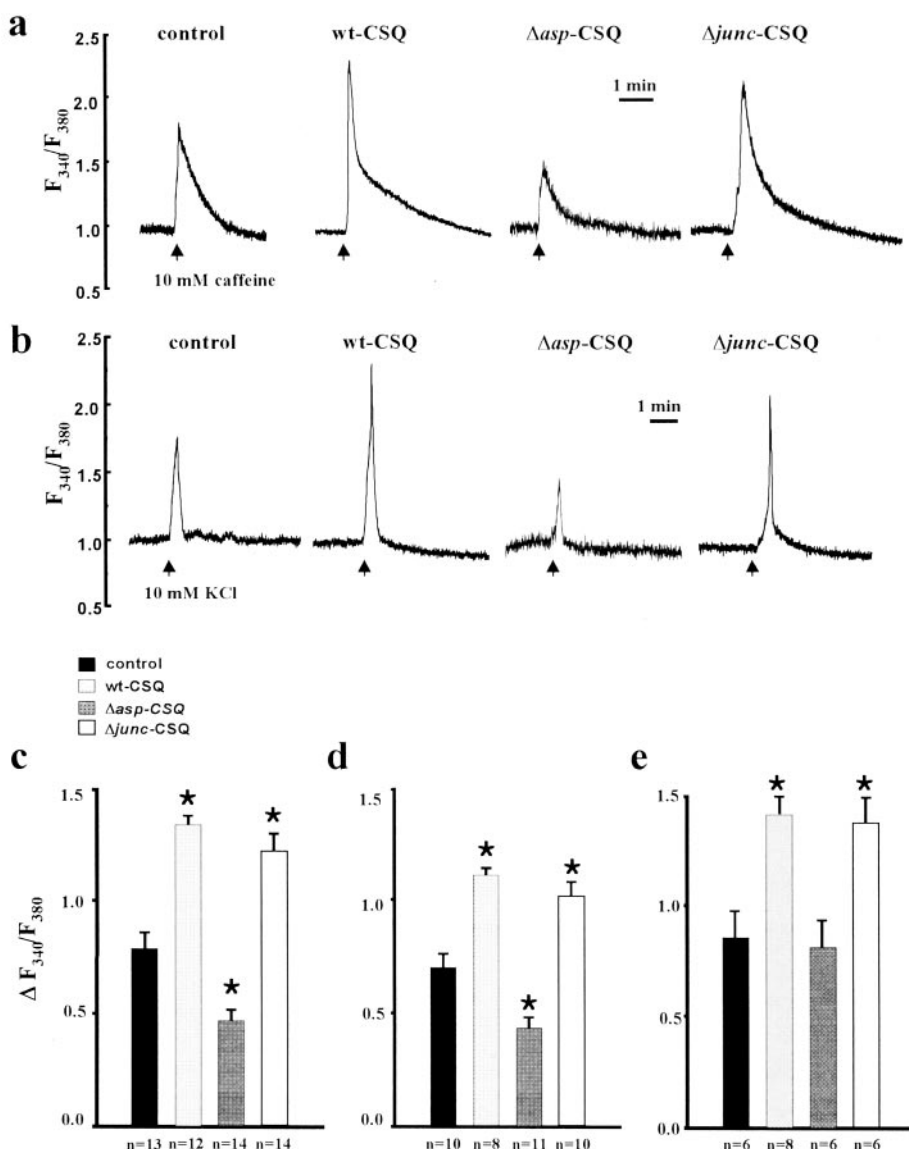 a
control wt-CSQ Δasp-CSQ Δjunc-CSQ
1 min
F340/F380
2.5
2.0
1.5
1.0
0.5
10 mM caffeine
b
control wt-CSQ Δasp-CSQ Δjunc-CSQ
1 min
F340/F380
2.5
2.0
1.5
1.0
0.5
10 mM KCl
control
wt-CSQ
Δasp-CSQ
Δjunc-CSQ
c
Δ F340/F380
1.5
1.0
0.5
0.0
* * *
n=13 n=12 n=14 n=14
d
1.5
1.0
0.5
0.0
* * *
n=10 n=8 n=11 n=10
e
1.5
1.0
0.5
0.0
* *
n=6 n=8 n=6 n=6